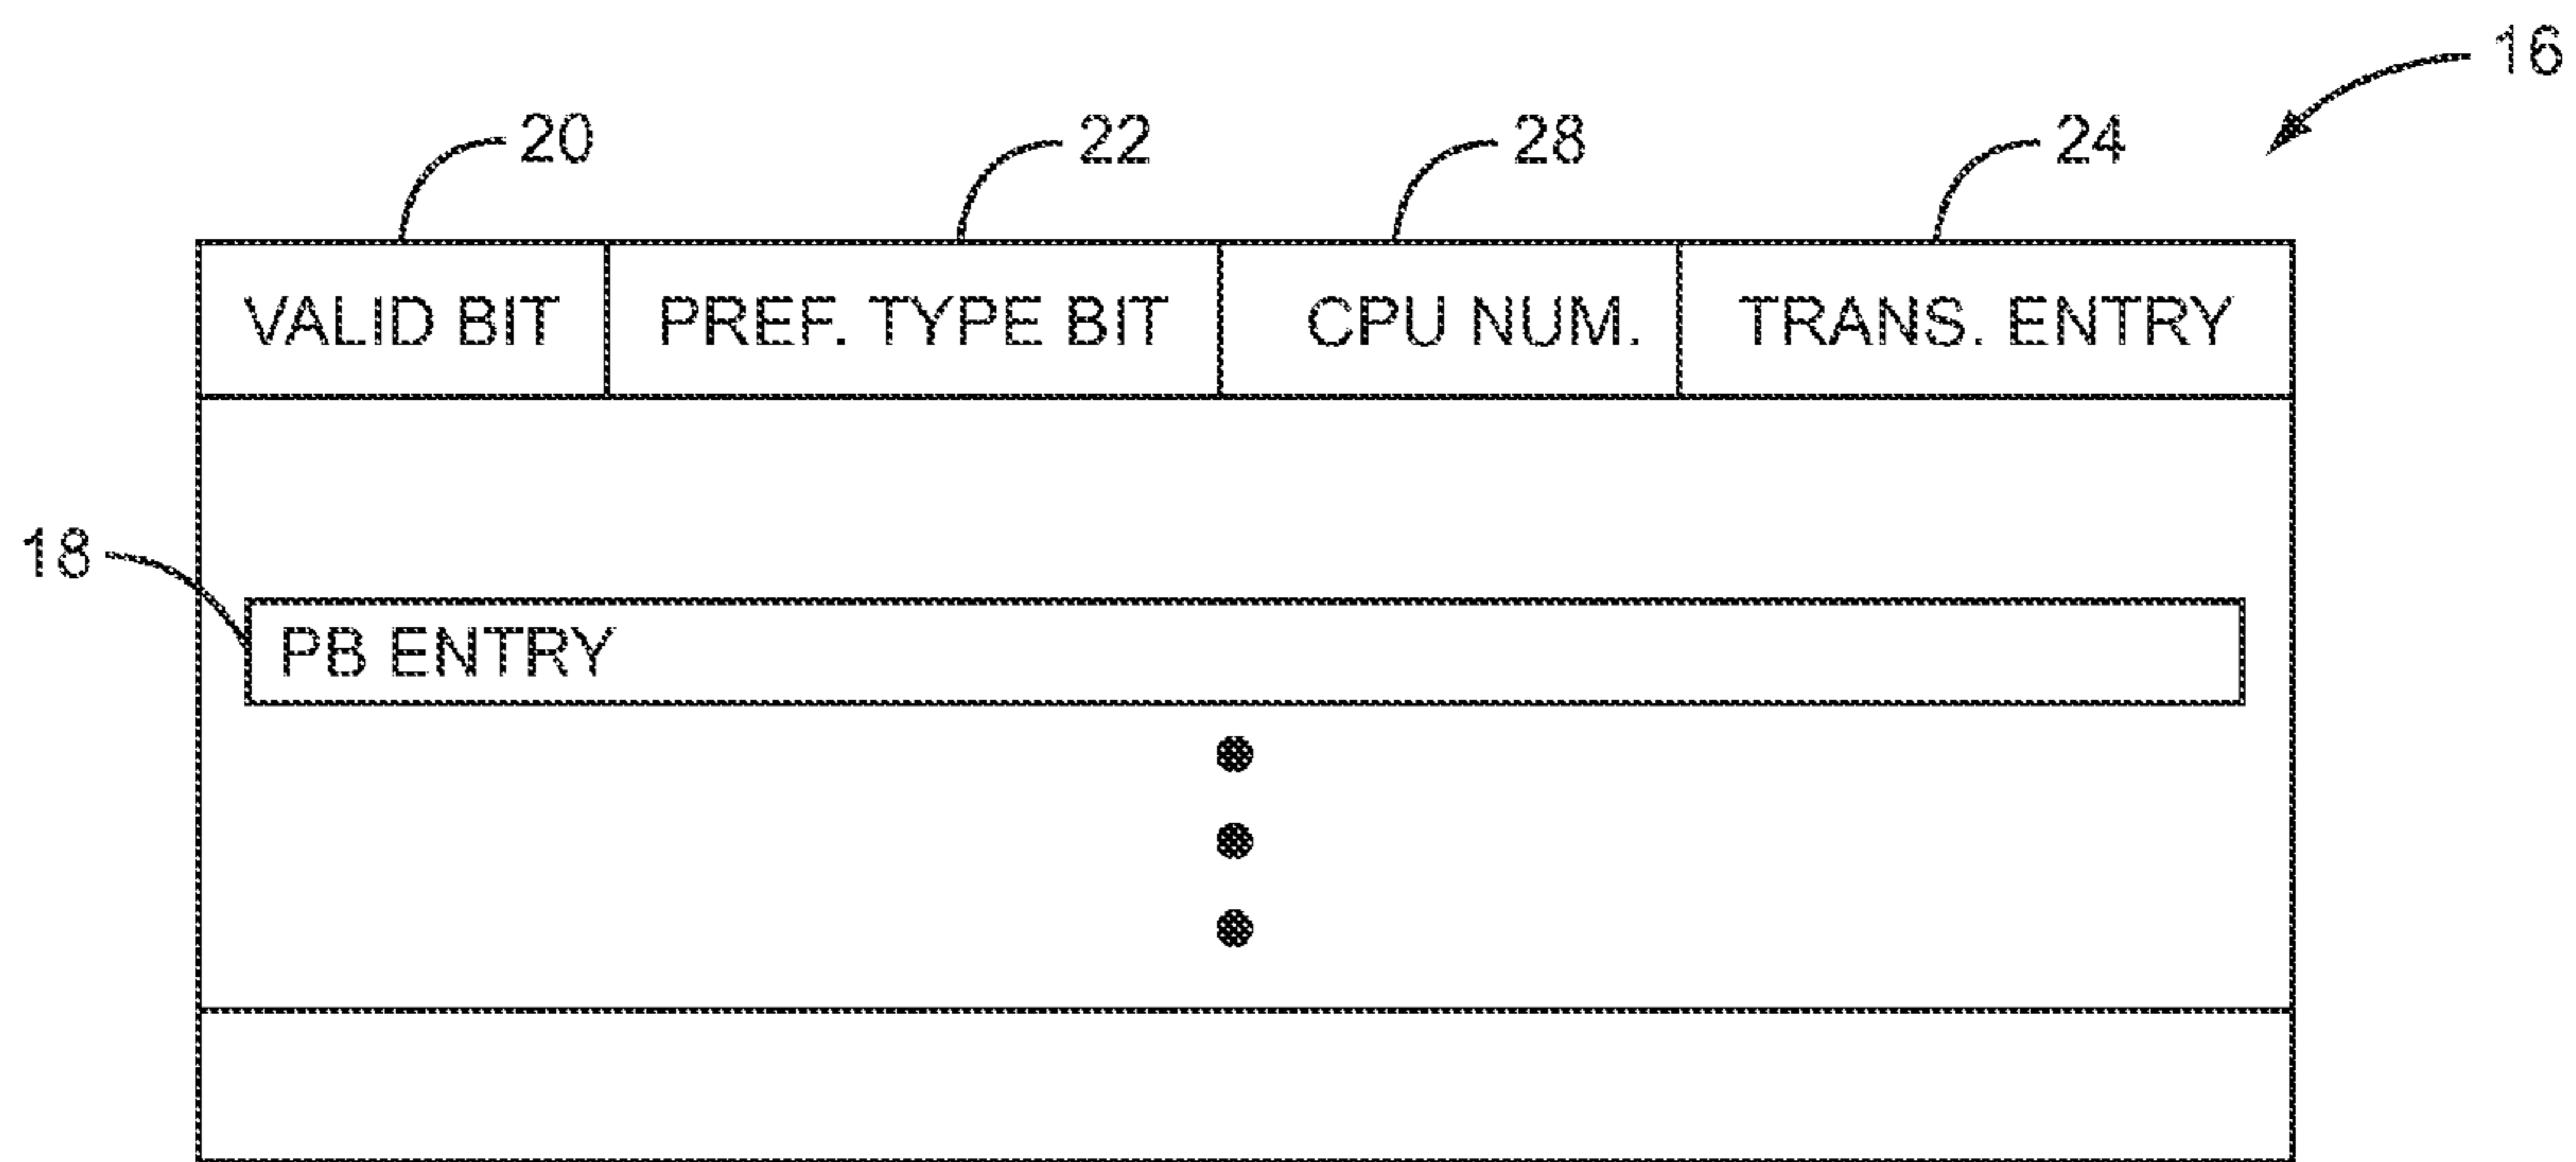 16
20 22 28 24
VALID BIT PREF. TYPE BIT CPU NUM. TRANS. ENTRY
18
PB ENTRY